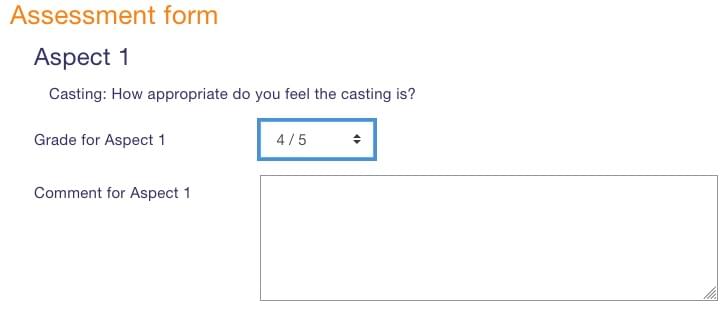 Assessment form
Aspect 1
Casting: How appropriate do you feel the casting is?
Grade for Aspect 1
4 / 5
Comment for Aspect 1